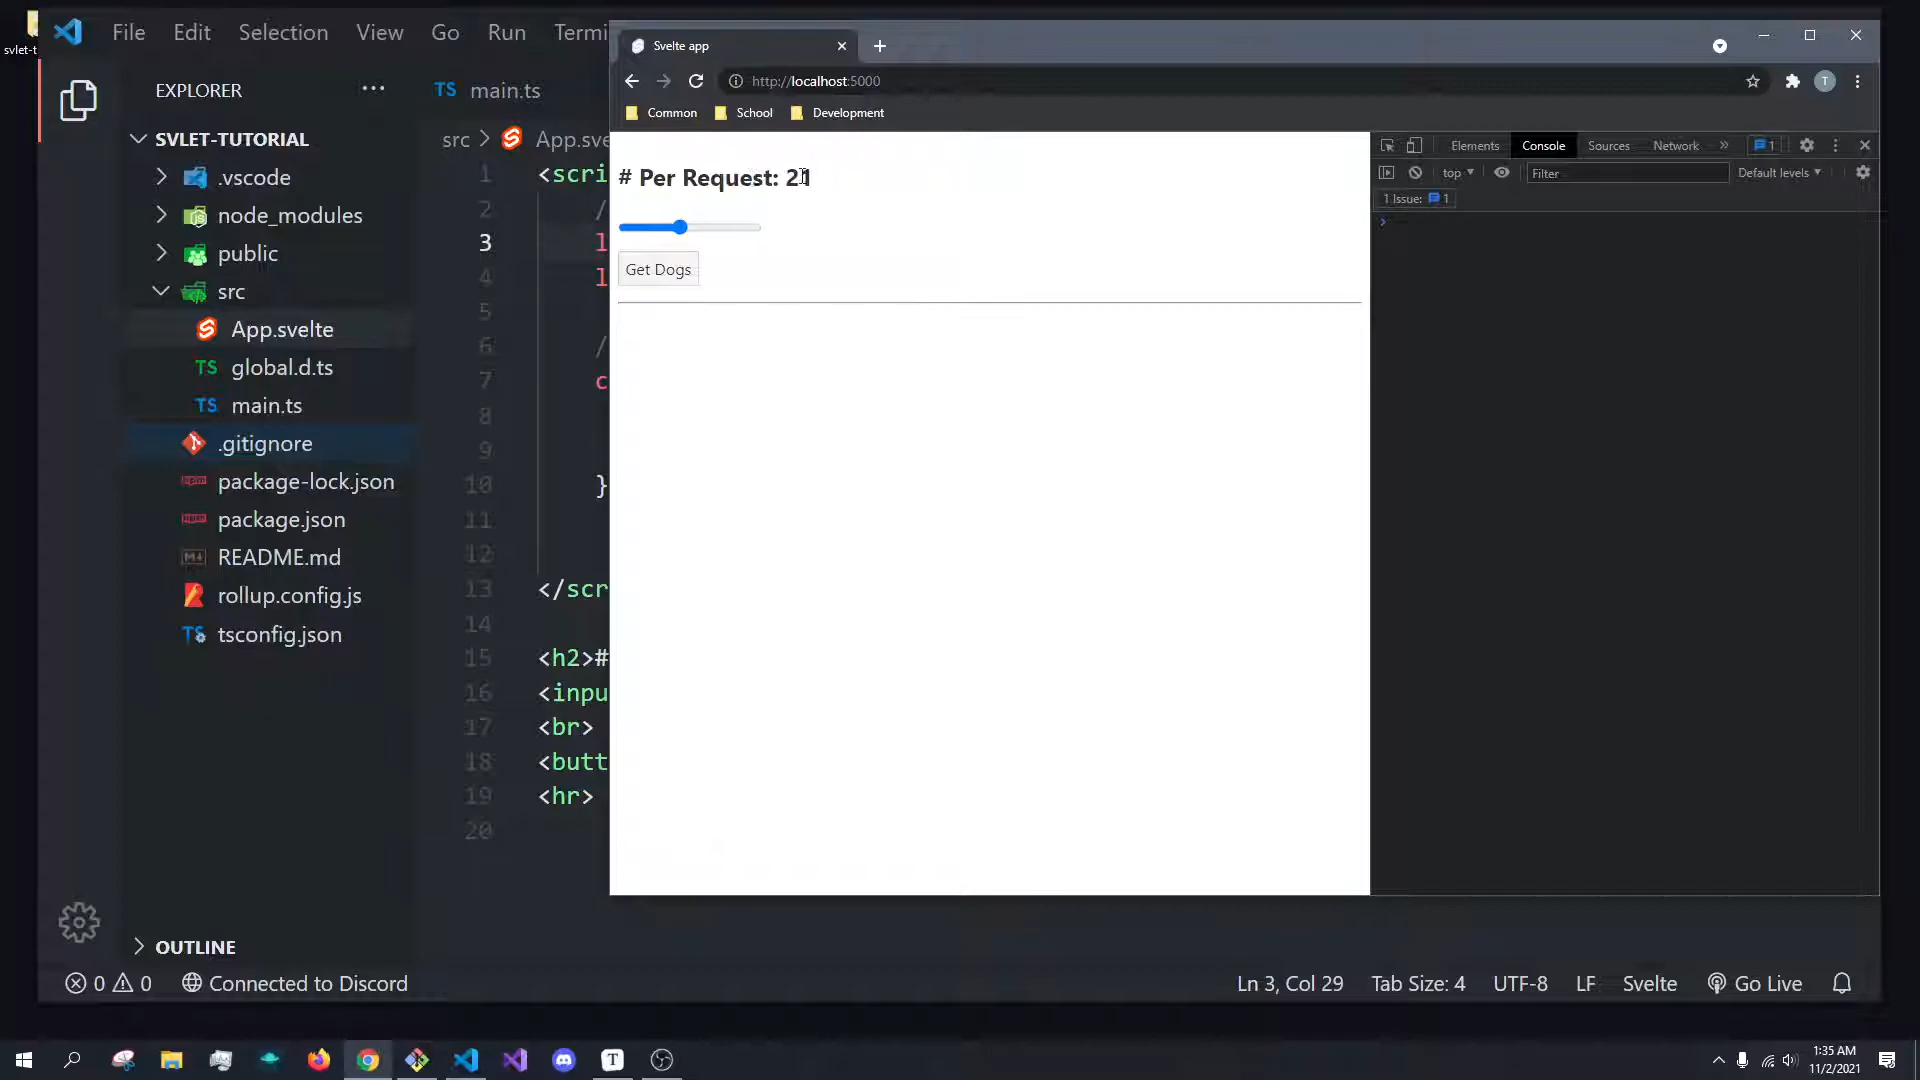 svlet-t
File Edit Selection View Go Run Termi
EXPLORER ...
SVLET-TUTORIAL
.vscode
node_modules
public
src
App.svelte
global.d.ts
main.ts
.gitignore
package-lock.json
package.json
README.md
rollup.config.js
tsconfig.json
OUTLINE
TS main.ts
src > App.sve
1 <scri
2 /
3 l
4 l
5
6 /
7 c
8
9
10 }
11
12
13 </scr
14
15 <h2>#
16 <inpu
17 <br>
18 <butt
19 <hr>
20
Svelte app
http://localhost:5000
T
Common School Development
# Per Request: 21
Get Dogs
Elements Console Sources Network » 1
top Filter Default levels
1 Issue: 1
0 0 Connected to Discord
Ln 3, Col 29 Tab Size: 4 UTF-8 LF Svelte Go Live
T
1:35 AM
11/2/2021